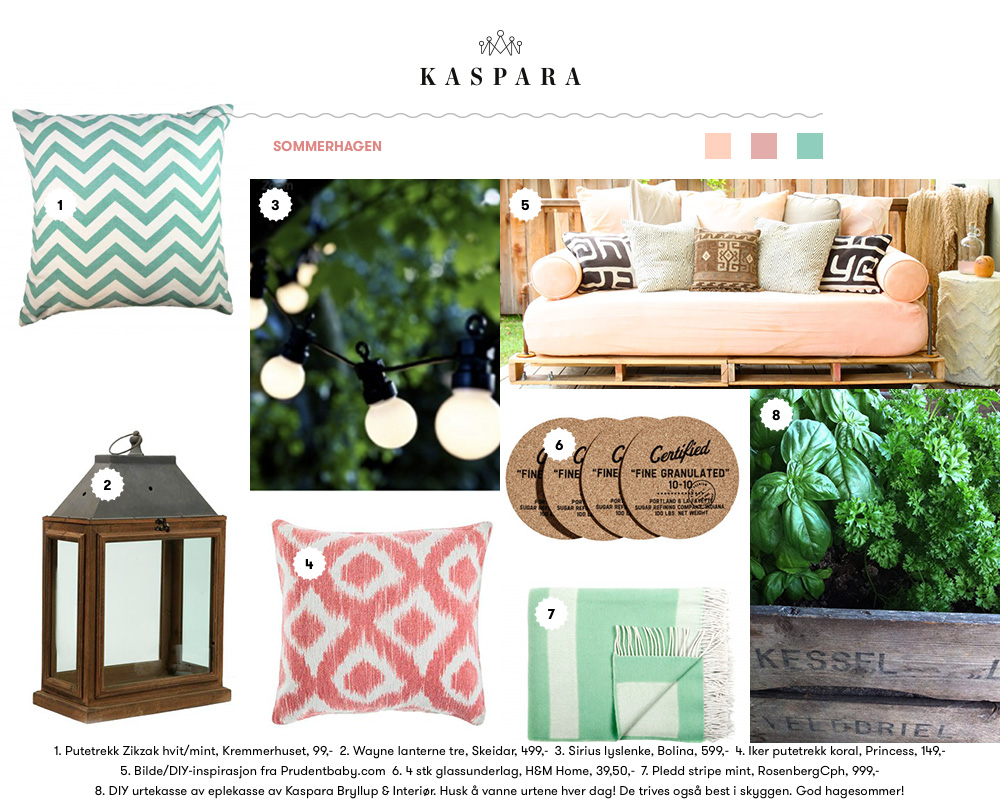 KASPARA
SOMMERHAGEN
1
3
5
2
4
6
7
8
Certified
"FINE GRANULATED"
10-10
PORTLAND & LAFAYETTE
SUGAR REFINING COMPANY, INDIANA
100 LBS. NET WEIGHT
KESSEL
1. Putetrekk Zikzak hvit/mint, Kremmerhuset, 99,- 2. Wayne lanterne tre, Skeidar, 499,- 3. Sirius lyslenke, Bolina, 599,- 4. Iker putetrekk koral, Princess, 149,-
5. Bilde/DIY-inspirasjon fra Prudentbaby.com 6. 4 stk glassunderlag, H&M Home, 39,50,- 7. Pledd stripe mint, RosenbergCph, 999,-
8. DIY urtekasse av eplekasse av Kaspara Bryllup & Interiør. Husk å vanne urtene hver dag! De trives også best i skyggen. God hagesommer!